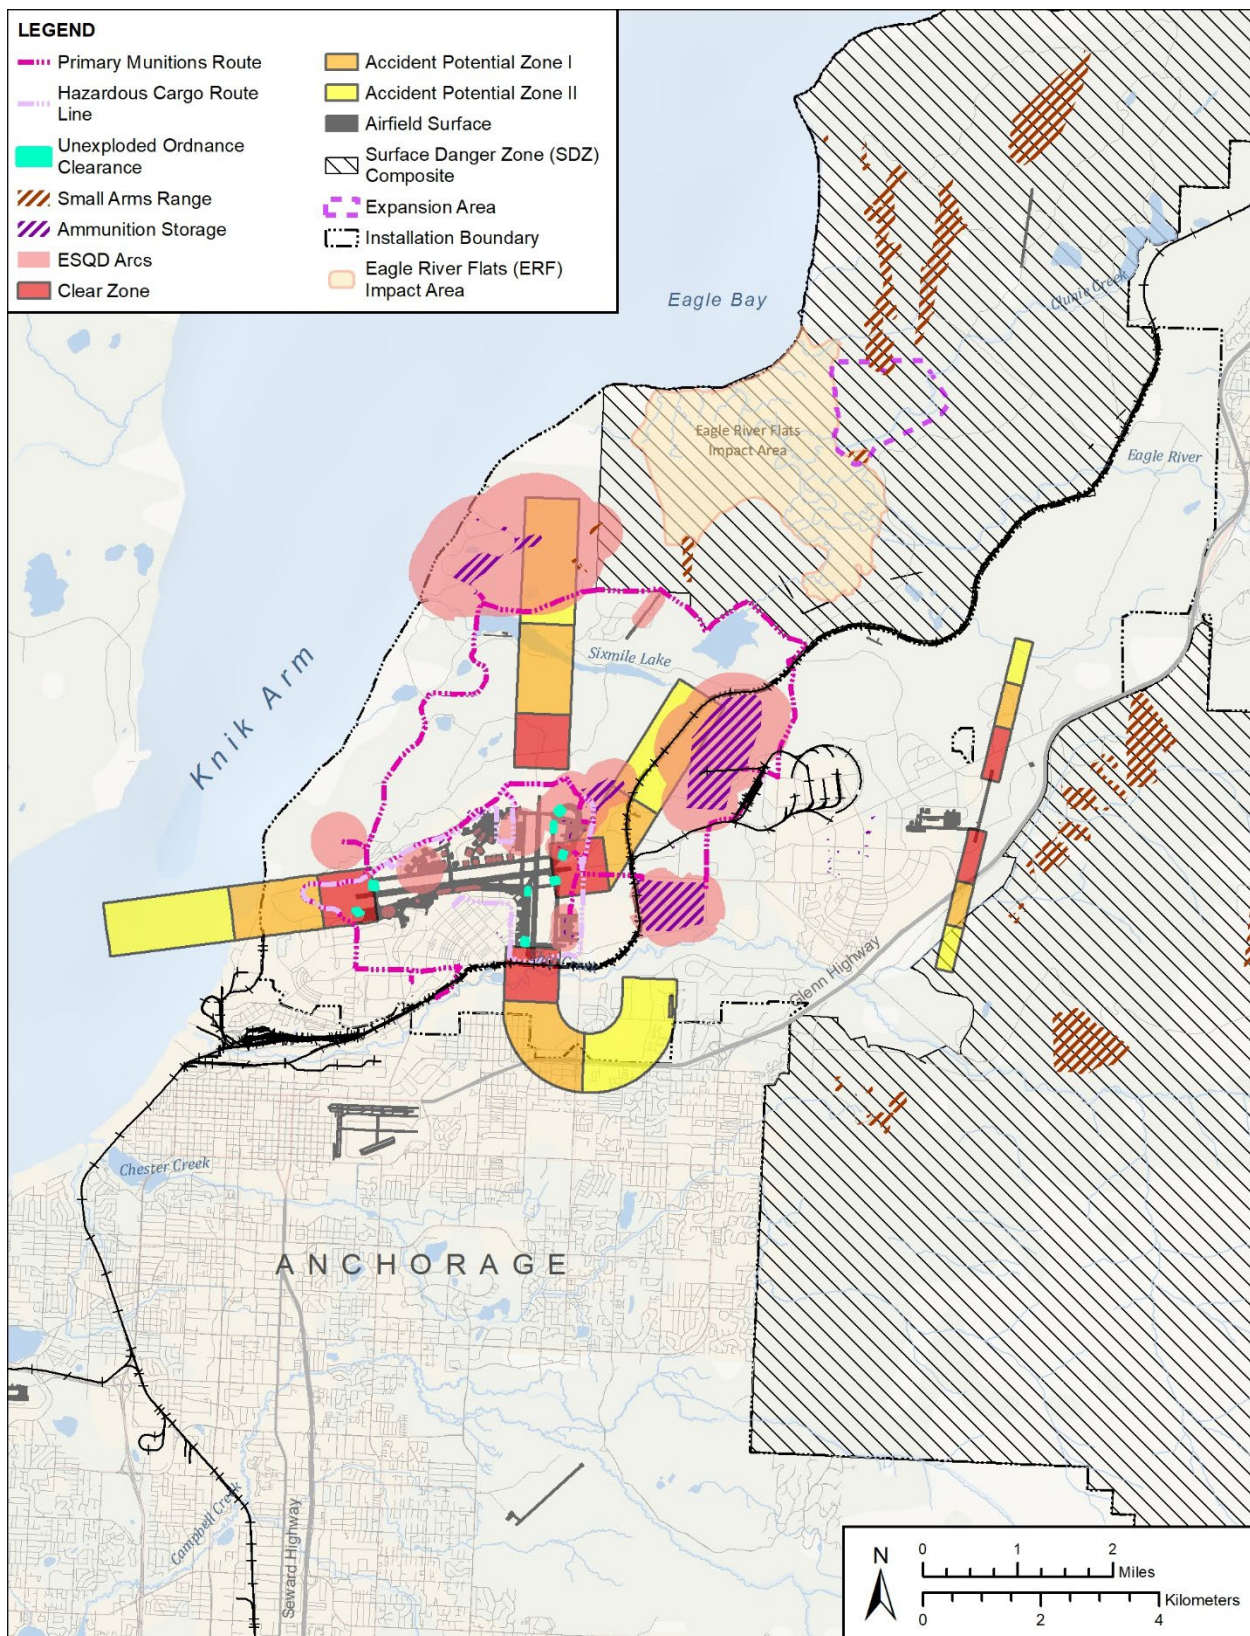 LEGEND
Primary Munitions Route
Hazardous Cargo Route
Line
Unexploded Ordnance
Clearance
Small Arms Range
Ammunition Storage
ESQD Arcs
Clear Zone
Accident Potential Zone I
Accident Potential Zone II
Airfield Surface
Surface Danger Zone (SDZ)
Composite
Expansion Area
Installation Boundary
Eagle River Flats (ERF)
Impact Area
Eagle Bay
Clunie Creek
Eagle River Flats
Impact Area
Eagle River
Knik Arm
Sixmile Lake
Glenn Highway
Chester Creek
ANCHORAGE
Campbell Creek
Seward Highway
N
0 1 2
Miles
Kilometers
0 2 4